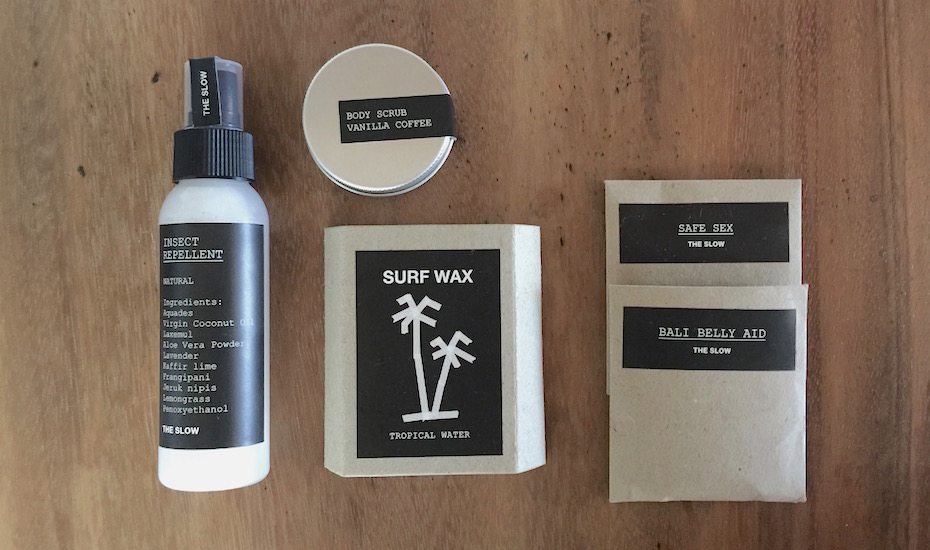 THE SLOW
INSECT
REPELLENT
NATURAL
Ingredients:
Aquades
Virgin Coconut Oil
Laxemul
Aloe Vera Powder
Lavender
Kaffir lime
Frangipani
Jeruk nipis
Lemongrass
Penoxyethanol
THE SLOW
BODY SCRUB
VANILLA COFFEE
SURF WAX
TROPICAL WATER
SAFE SEX
THE SLOW
BALI BELLY AID
THE SLOW